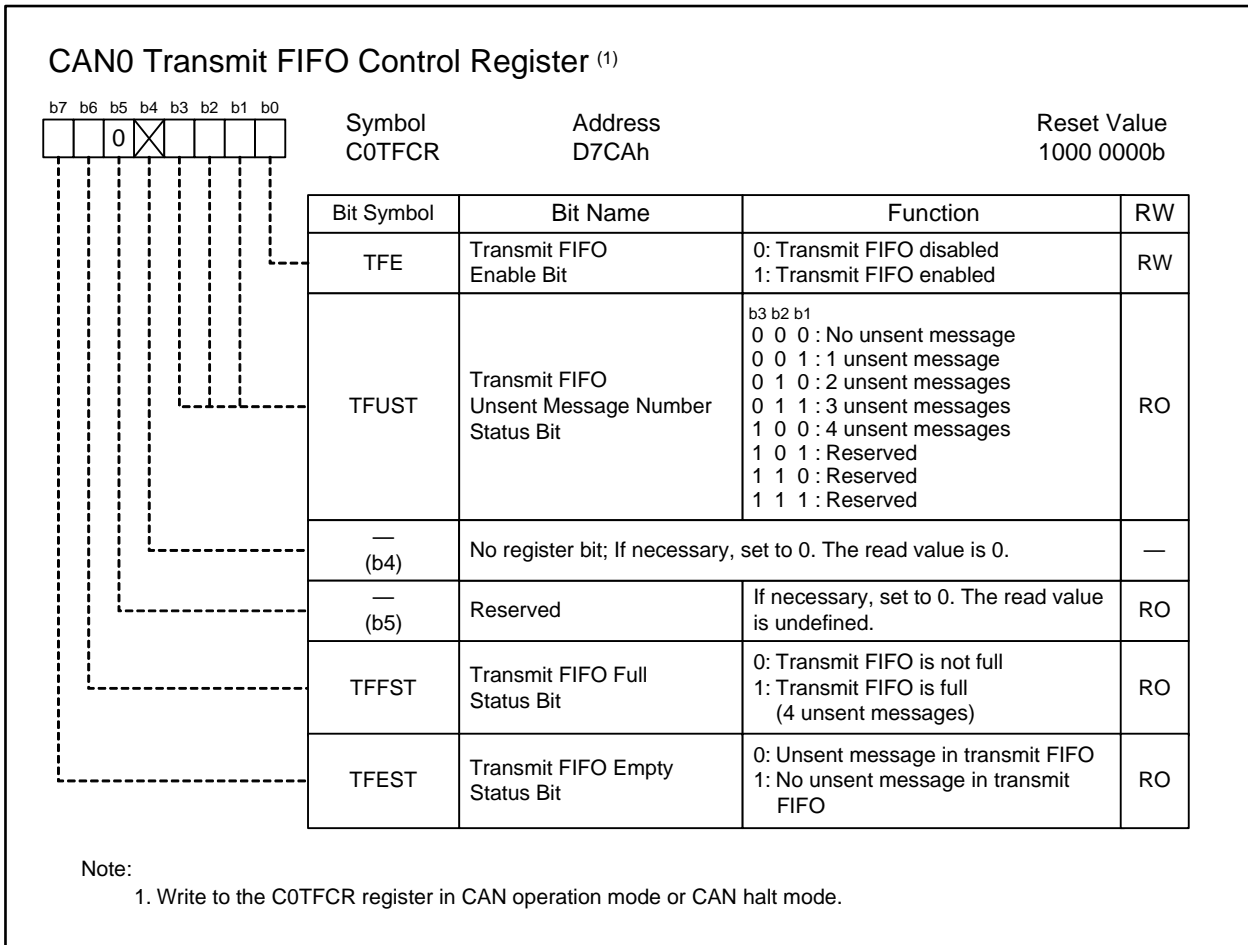 CAN0 Transmit FIFO Control Register (1)
b7 b6 b5 b4 b3 b2 b1 b0
0
Symbol Address Reset Value
C0TFCR D7CAh 1000 0000b
Bit Symbol Bit Name Function RW
TFE
Transmit FIFO
Enable Bit
0: Transmit FIFO disabled
1: Transmit FIFO enabled
RW
TFUST
Transmit FIFO
Unsent Message Number
Status Bit
b3 b2 b1
0 0 0 : No unsent message
0 0 1 : 1 unsent message
0 1 0 : 2 unsent messages
0 1 1 : 3 unsent messages
1 0 0 : 4 unsent messages
1 0 1 : Reserved
1 1 0 : Reserved
1 1 1 : Reserved
RO
—
(b4)
No register bit; If necessary, set to 0. The read value is 0.
—
—
(b5)
Reserved
If necessary, set to 0. The read value
is undefined.
RO
TFFST
Transmit FIFO Full
Status Bit
0: Transmit FIFO is not full
1: Transmit FIFO is full
(4 unsent messages)
RO
TFEST
Transmit FIFO Empty
Status Bit
0: Unsent message in transmit FIFO
1: No unsent message in transmit
FIFO
RO
Note:
1. Write to the C0TFCR register in CAN operation mode or CAN halt mode.